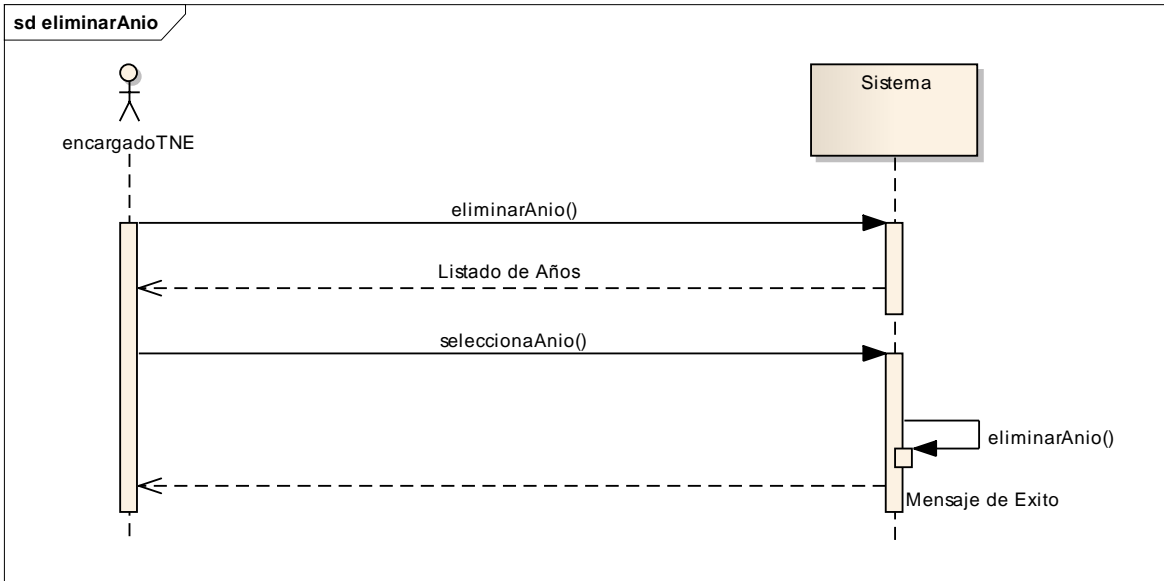 sd eliminarAnio
encargadoTNE
Sistema
eliminarAnio()
Listado de Años
seleccionaAnio()
eliminarAnio()
Mensaje de Exito